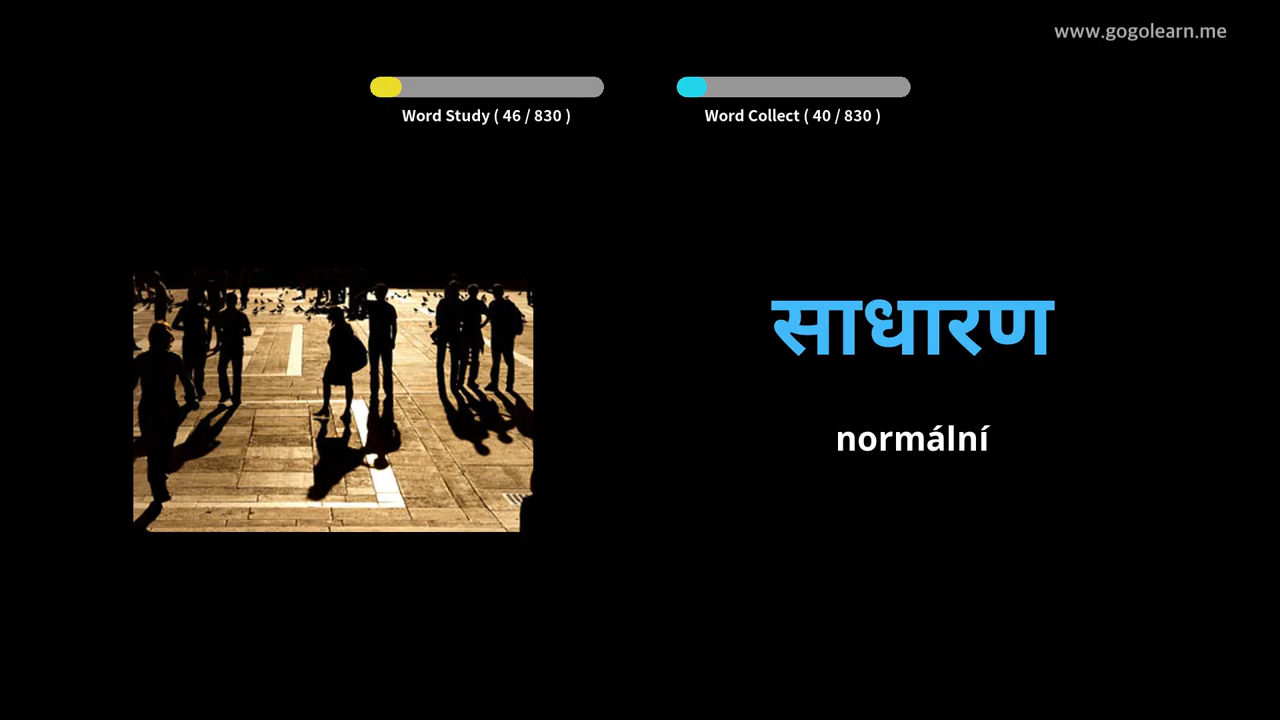 www.gogolearn.me
Word Study ( 46 / 830 )
Word Collect ( 40 / 830 )
साधारण
normální